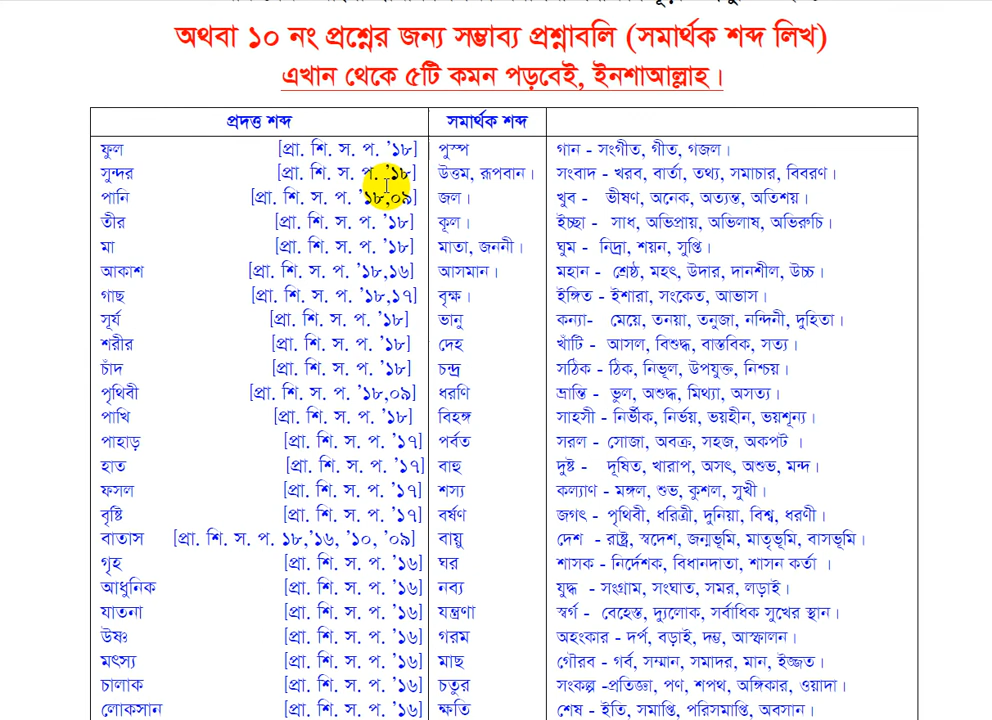 অথবা ১০ নং প্রশ্নের জন্য সম্ভাব্য প্রশ্নাবলি (সমার্থক শব্দ লিখ)
এখান থেকে ৫টি কমন পড়বেই, ইনশাআল্লাহ।
প্রদত্ত শব্দ সমার্থক শব্দ
ফুল [প্রা. শি. স. প. '১৮] পুস্প গান - সংগীত, গীত, গজল।
সুন্দর [প্রা. শি. স. প. '১৮] উত্তম, রূপবান। সংবাদ - খরব, বার্তা, তথ্য, সমাচার, বিবরণ।
পানি [প্রা. শি. স. প. '১৮,০৯] জল। খুব - ভীষণ, অনেক, অত্যন্ত, অতিশয়।
তীর [প্রা. শি. স. প. '১৮] কূল। ইচ্ছা - সাধ, অভিপ্রায়, অভিলাষ, অভিরুচি।
মা [প্রা. শি. স. প. '১৮] মাতা, জননী। ঘুম - নিদ্রা, শয়ন, সুপ্তি।
আকাশ [প্রা. শি. স. প. '১৮,১৬] আসমান। মহান - শ্রেষ্ঠ, মহৎ, উদার, দানশীল, উচ্চ।
গাছ [প্রা. শি. স. প. '১৮,১৭] বৃক্ষ। ইঙ্গিত - ইশারা, সংকেত, আভাস।
সূর্য [প্রা. শি. স. প. '১৮] ভানু কন্যা- মেয়ে, তনয়া, তনুজা, নন্দিনী, দুহিতা।
শরীর [প্রা. শি. স. প. '১৮] দেহ খাঁটি - আসল, বিশুদ্ধ, বাস্তবিক, সত্য।
চাঁদ [প্রা. শি. স. প. '১৮] চন্দ্র সঠিক - ঠিক, নির্ভূল, উপযুক্ত, নিশ্চয়।
পৃথিবী [প্রা. শি. স. প. '১৮,০৯] ধরণি ভ্রান্তি - ভুল, অশুদ্ধ, মিথ্যা, অসত্য।
পাখি [প্রা. শি. স. প. '১৮] বিহঙ্গ সাহসী - নির্ভীক, নির্ভয়, ভয়হীন, ভয়শূন্য।
পাহাড় [প্রা. শি. স. প. '১৭] পর্বত সরল - সোজা, অবক্র, সহজ, অকপট ।
হাত [প্রা. শি. স. প. '১৭] বাহু দুষ্ট - দূষিত, খারাপ, অসৎ, অশুভ, মন্দ।
ফসল [প্রা. শি. স. প. '১৭] শস্য কল্যাণ - মঙ্গল, শুভ, কুশল, সুখী।
বৃষ্টি [প্রা. শি. স. প. '১৭] বর্ষণ জগৎ - পৃথিবী, ধরিত্রী, দুনিয়া, বিশ্ব, ধরণী।
বাতাস [প্রা. শি. স. প. ১৮,'১৬, '১০, '০৯] বায়ু দেশ - রাষ্ট্র, স্বদেশ, জন্মভূমি, মাতৃভূমি, বাসভূমি।
গৃহ [প্রা. শি. স. প. '১৬] ঘর শাসক - নির্দেশক, বিধানদাতা, শাসন কর্তা ।
আধুনিক [প্রা. শি. স. প. '১৬] নব্য যুদ্ধ - সংগ্রাম, সংঘাত, সমর, লড়াই।
যাতনা [প্রা. শি. স. প. '১৬] যন্ত্রণা স্বর্গ - বেহেস্ত, দ্যুলোক, সর্বাধিক সুখের স্থান।
উষ্ণ [প্রা. শি. স. প. '১৬] গরম অহংকার - দর্প, বড়াই, দম্ভ, আস্ফালন।
মৎস্য [প্রা. শি. স. প. '১৬] মাছ গৌরব - গর্ব, সম্মান, সমাদর, মান, ইজ্জত।
চালাক [প্রা. শি. স. প. '১৬] চতুর সংকল্প -প্রতিজ্ঞা, পণ, শপথ, অঙ্গিকার, ওয়াদা।
লোকসান [প্রা. শি. স. প. '১৬] ক্ষতি শেষ - ইতি, সমাপ্তি, পরিসমাপ্তি, অবসান।